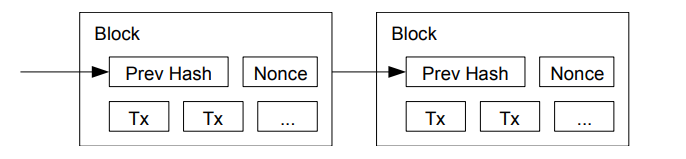 Block
Prev Hash Nonce
Tx Tx ...
Block
Prev Hash Nonce
Tx Tx ...